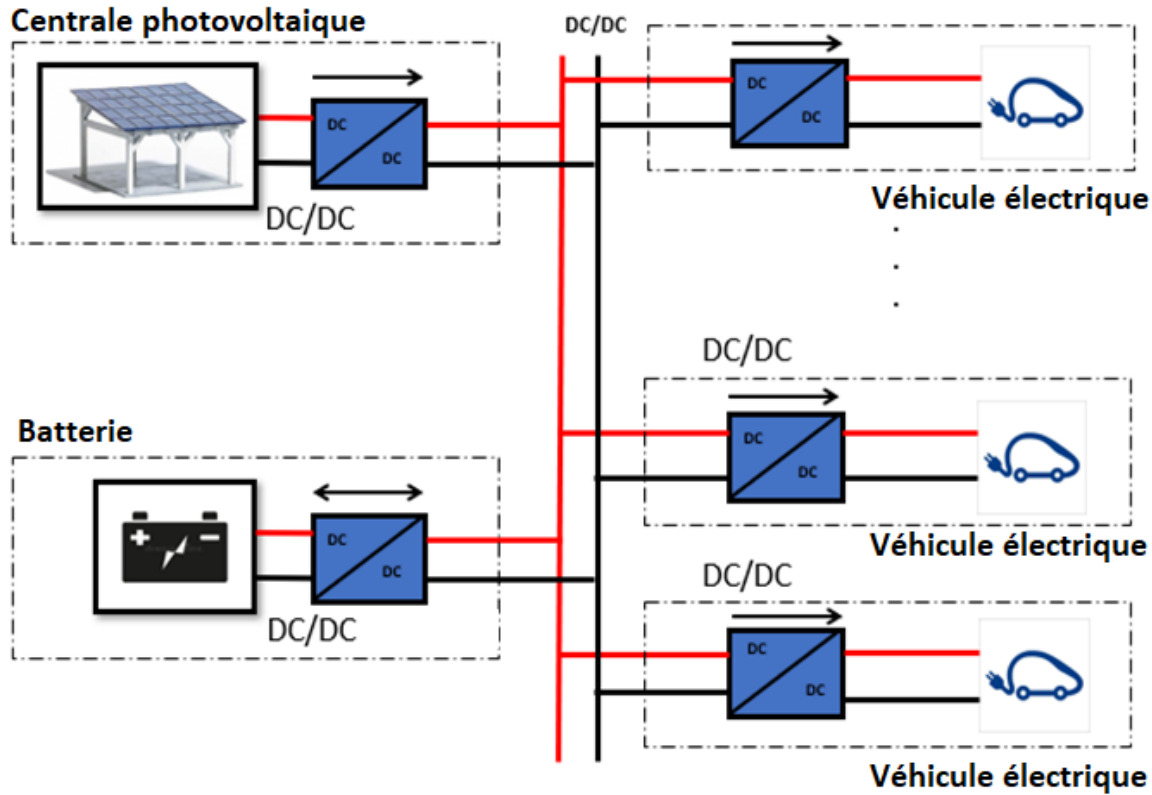 Centrale photovoltaique
DC/DC
DC
DC
DC/DC
DC
DC
Véhicule électrique
.
.
.
Batterie
DC
DC
DC/DC
DC/DC
DC
DC
Véhicule électrique
DC/DC
DC
DC
Véhicule électrique